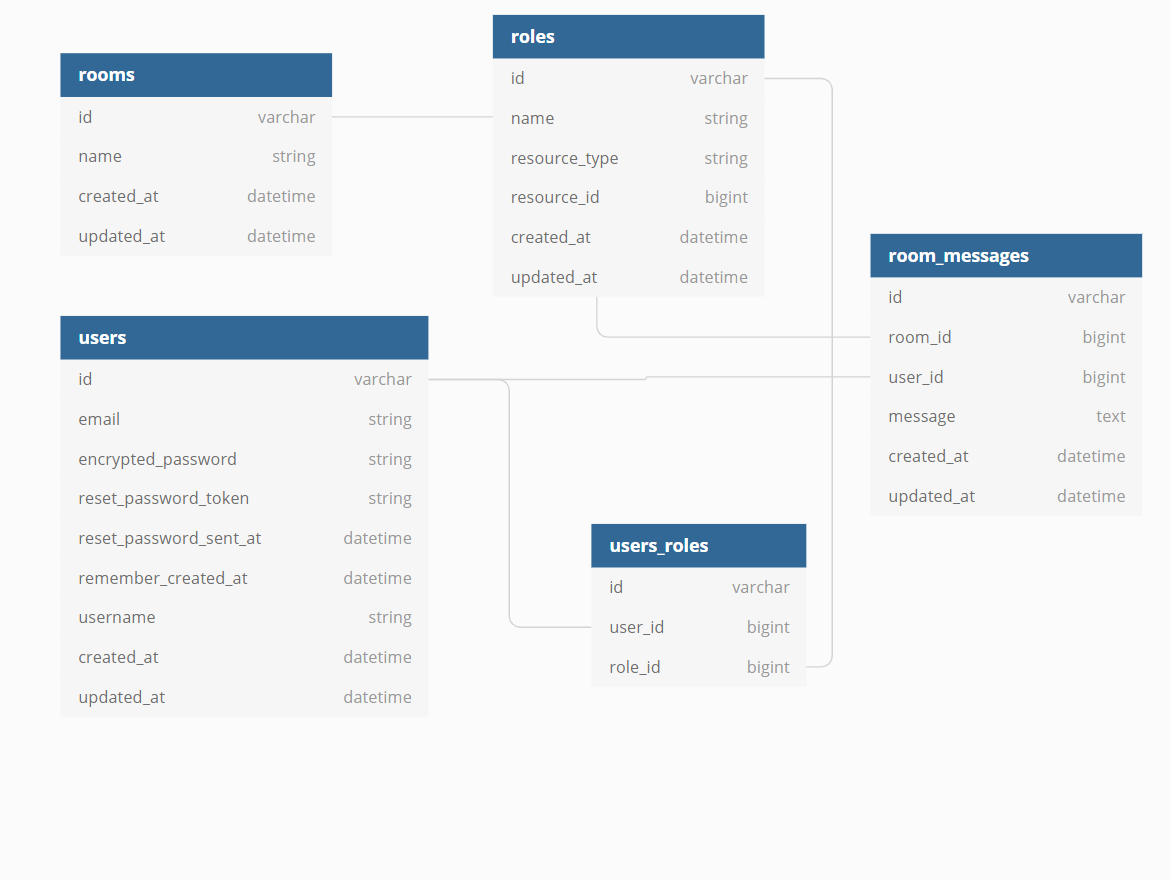 rooms
id varchar
name string
created_at datetime
updated_at datetime
roles
id varchar
name string
resource_type string
resource_id bigint
created_at datetime
updated_at datetime
users
id varchar
email string
encrypted_password string
reset_password_token string
reset_password_sent_at datetime
remember_created_at datetime
username string
created_at datetime
updated_at datetime
room_messages
id varchar
room_id bigint
user_id bigint
message text
created_at datetime
updated_at datetime
users_roles
id varchar
user_id bigint
role_id bigint